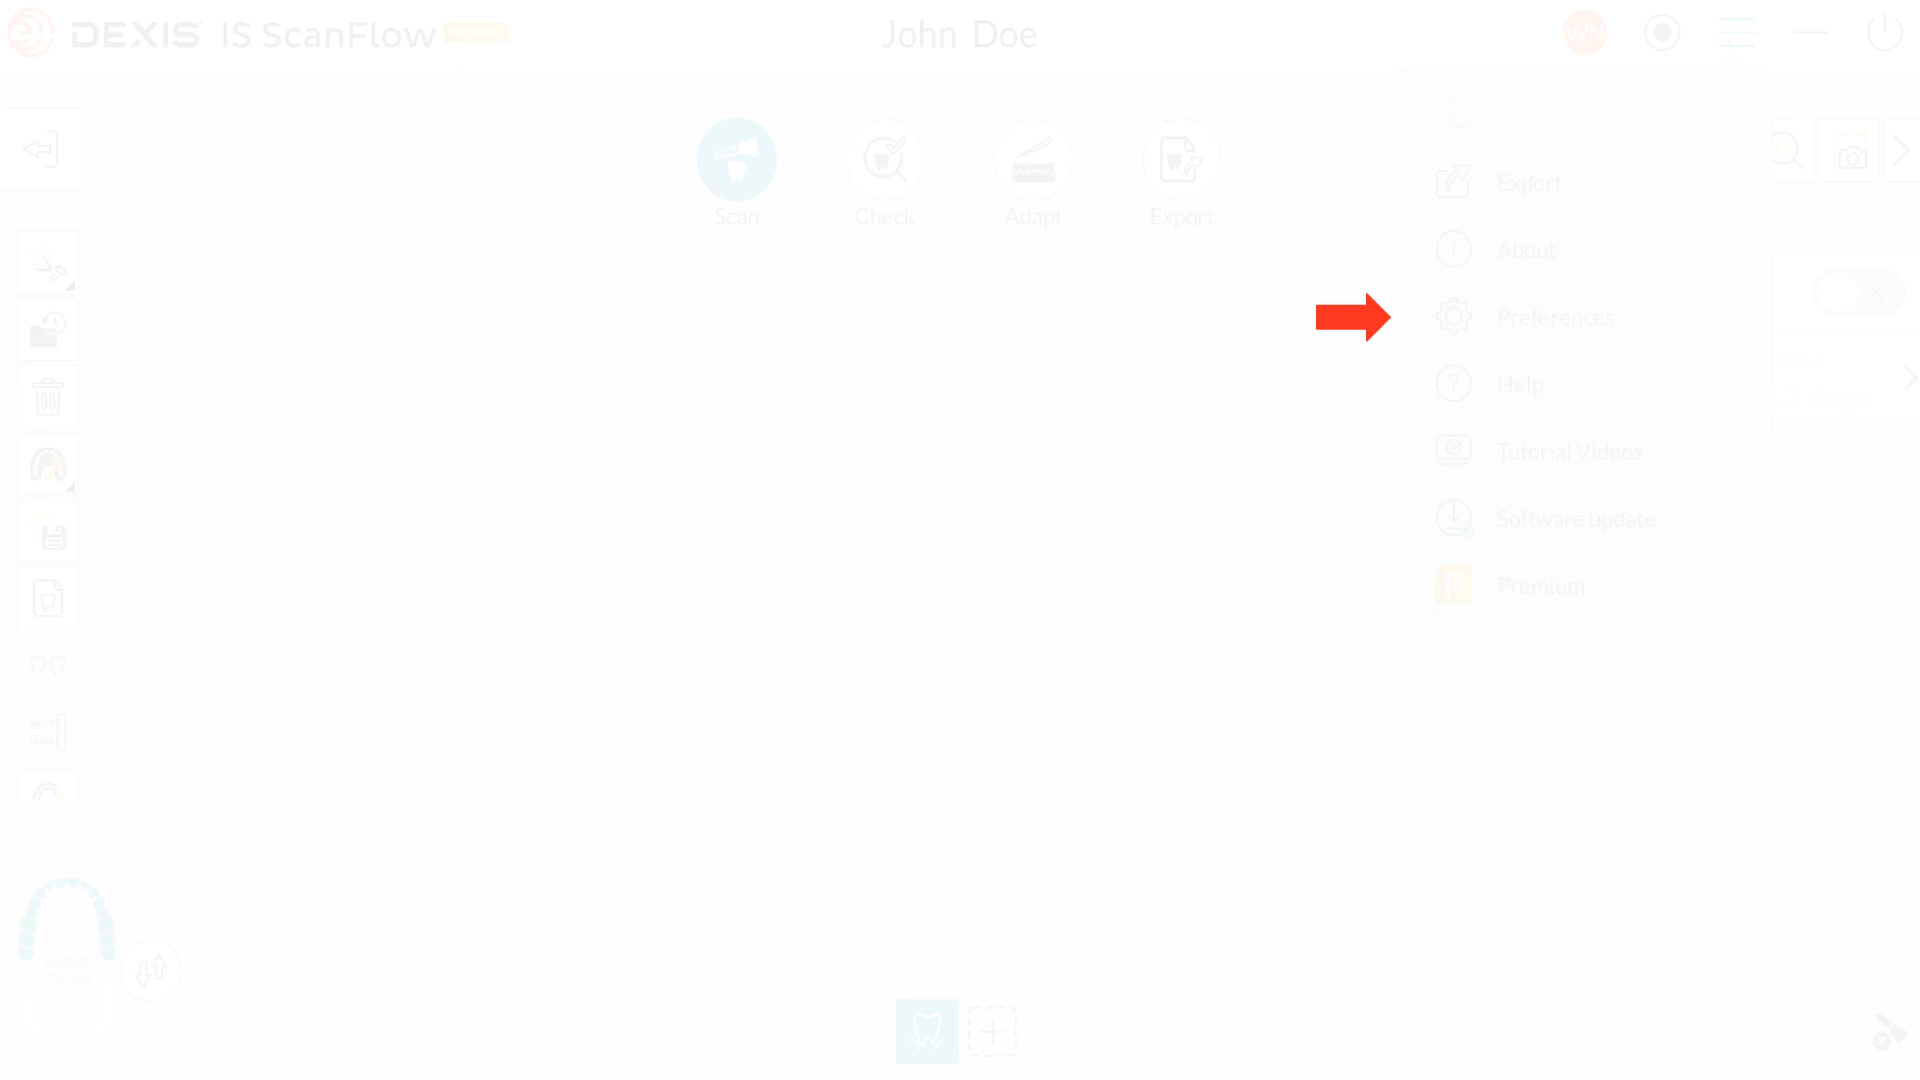 DEXIS IS ScanFlow
John Doe
WN
Scan
Check
Adapt
Export
Export
About
Preferences
Help
Tutorial Videos
Software update
P Premium
days